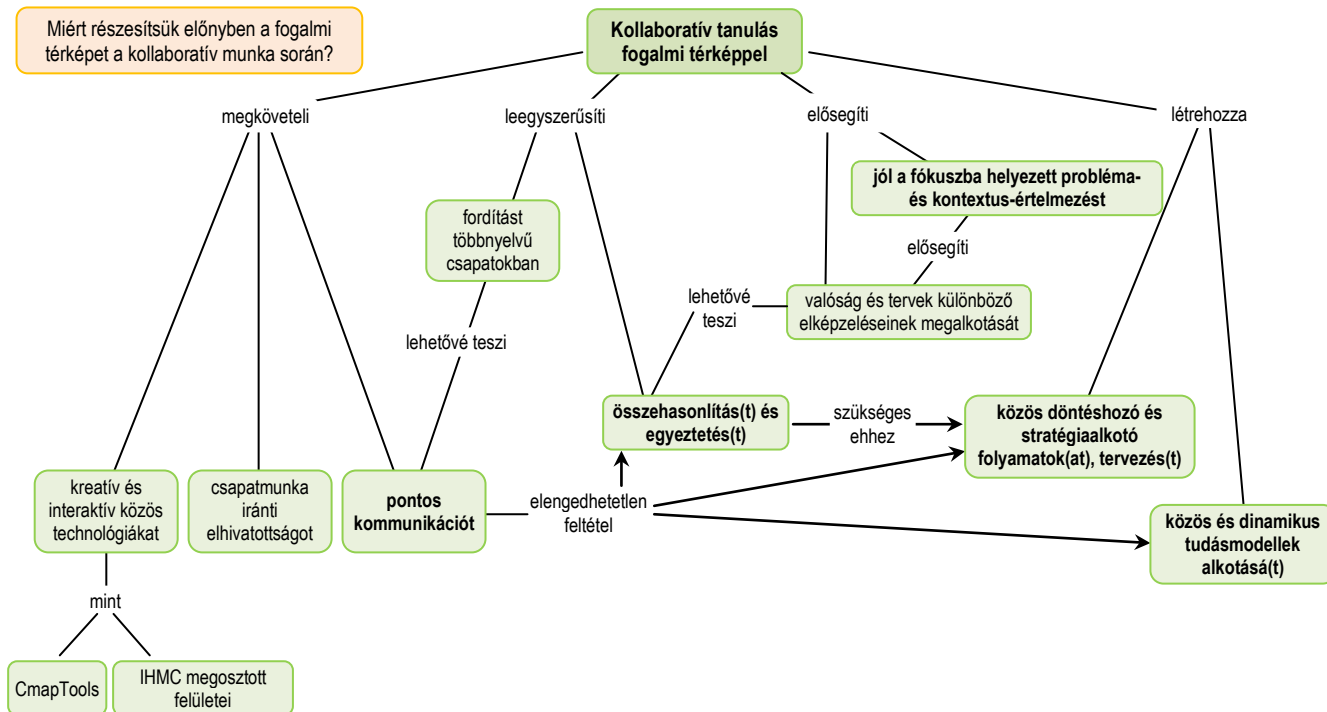 Miért részesítsük előnyben a fogalmi
térképet a kollaboratív munka során?
Kollaboratív tanulás
fogalmi térképpel
megköveteli
leegyszerűsíti
elősegíti
létrehozza
jól a fókuszba helyezett probléma-
és kontextus-értelmezést
fordítást
többnyelvű
csapatokban
elősegíti
lehetővé
teszi
valóság és tervek különböző
elképzeléseinek megalkotását
lehetővé teszi
összehasonlítás(t) és
egyeztetés(t)
szükséges
ehhez
közös döntéshozó és
stratégiaalkotó
folyamatok(at), tervezés(t)
kreatív és
interaktív közös
technológiákat
csapatmunka
iránti
elhivatottságot
pontos
kommunikációt
elengedhetetlen
feltétel
közös és dinamikus
tudásmodellek
alkotásá(t)
mint
CmapTools
IHMC megosztott
felületei